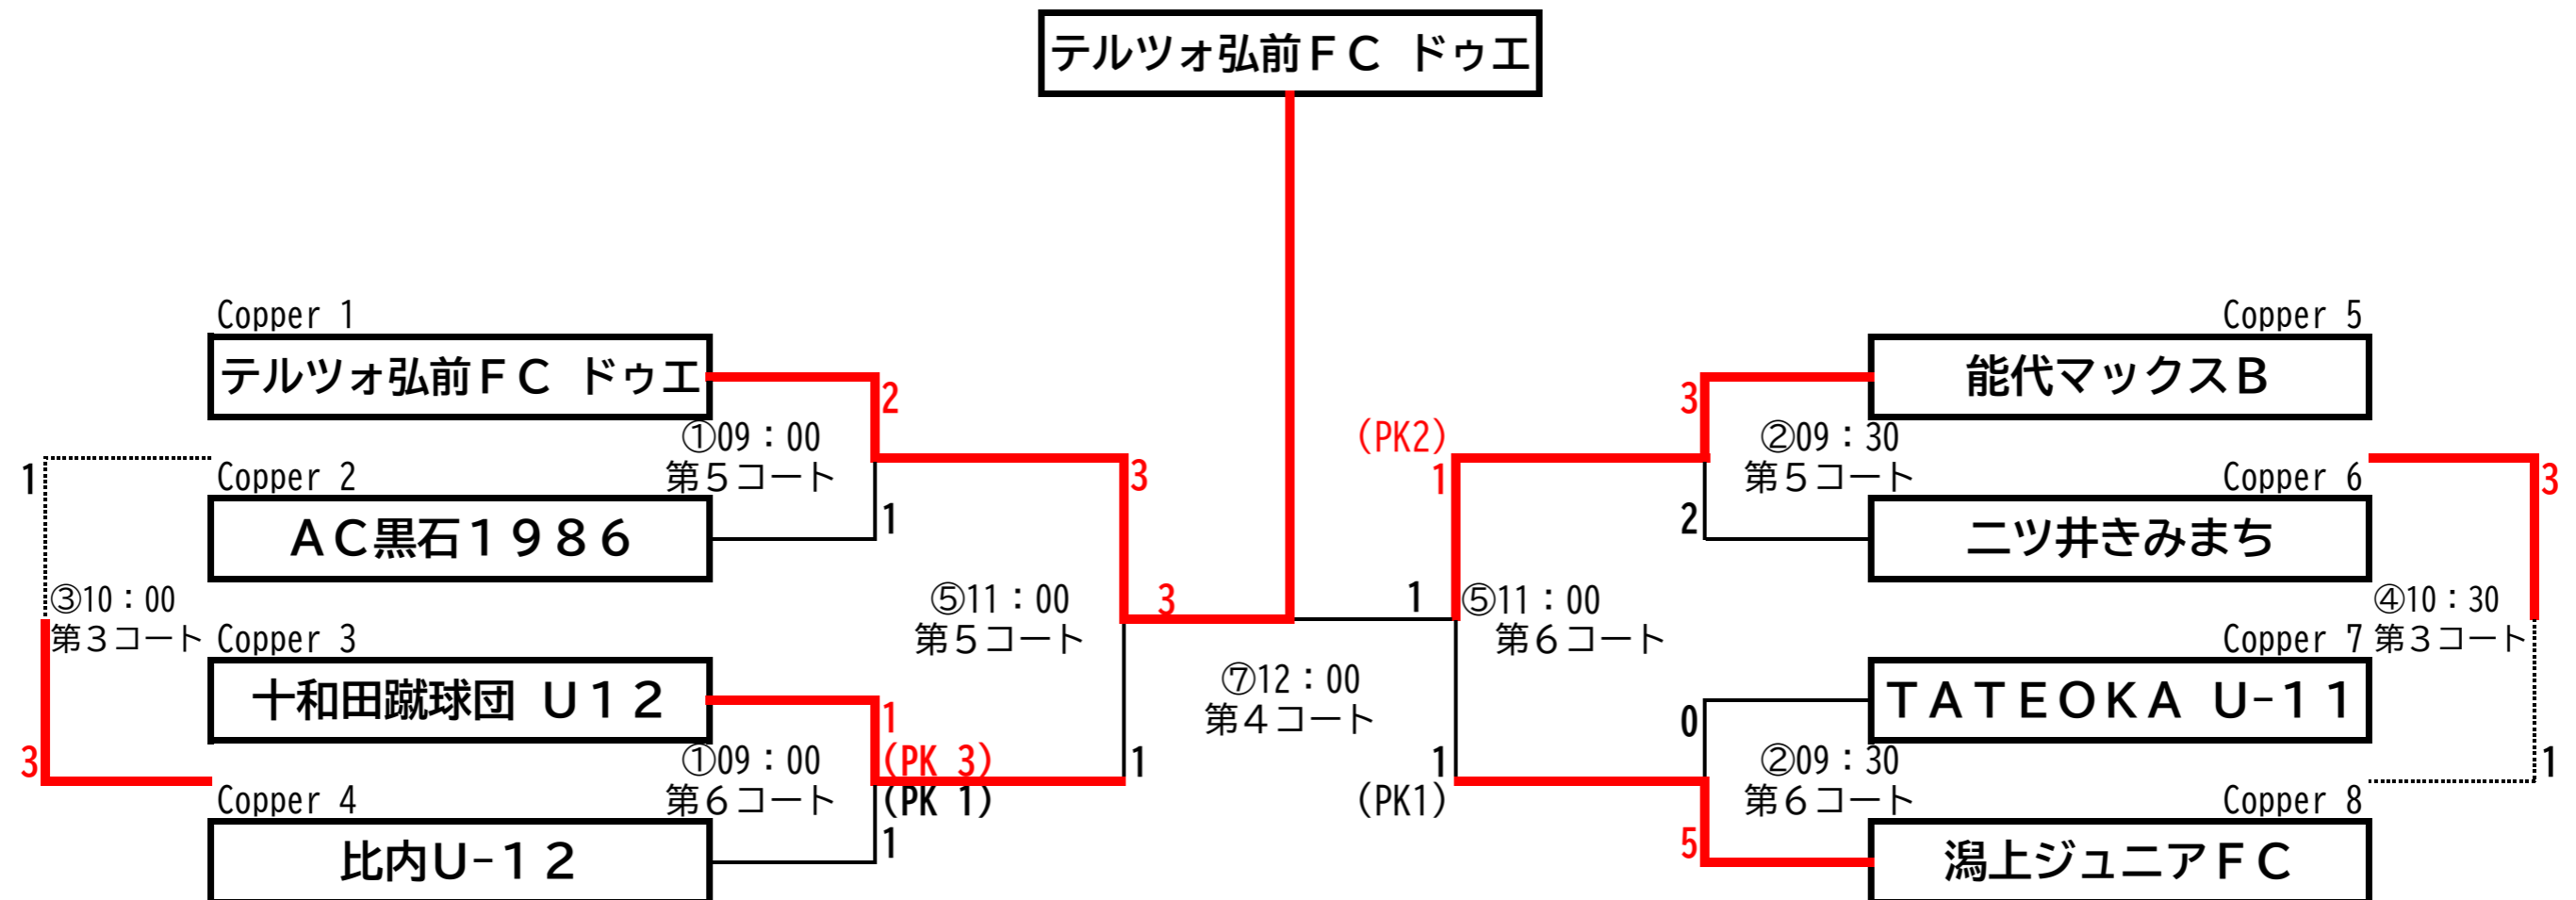 テルツォ弘前ＦＣ ドゥエ
Copper 1
テルツォ弘前ＦＣ ドゥエ
2
①09：00
第５コート
Copper 2
ＡＣ黒石１９８６
1
1
③10：00
第３コート
3
Copper 3
十和田蹴球団 Ｕ１２
1
(PK 3)
①09：00
第６コート
(PK 1)
Copper 4
比内Ｕ-１２
1
3
⑤11：00
第５コート
1
3
1
⑦12：00
第４コート
(PK2)
1
⑤11：00
第６コート
1
(PK1)
Copper 5
能代マックスＢ
3
②09：30
第５コート
Copper 6
二ツ井きみまち
2
3
④10：30
第３コート
1
Copper 7
ＴＡＴＥＯＫＡ Ｕ-１１
0
②09：30
第６コート
Copper 8
潟上ジュニアＦＣ
5